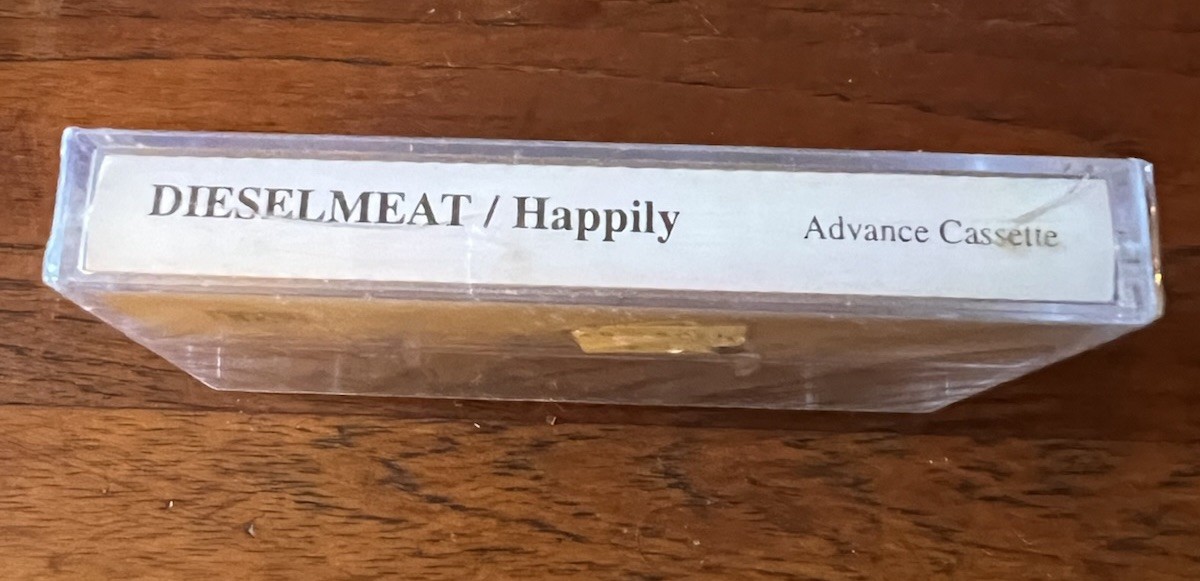 DIESELMEAT / Happily Advance Cassette